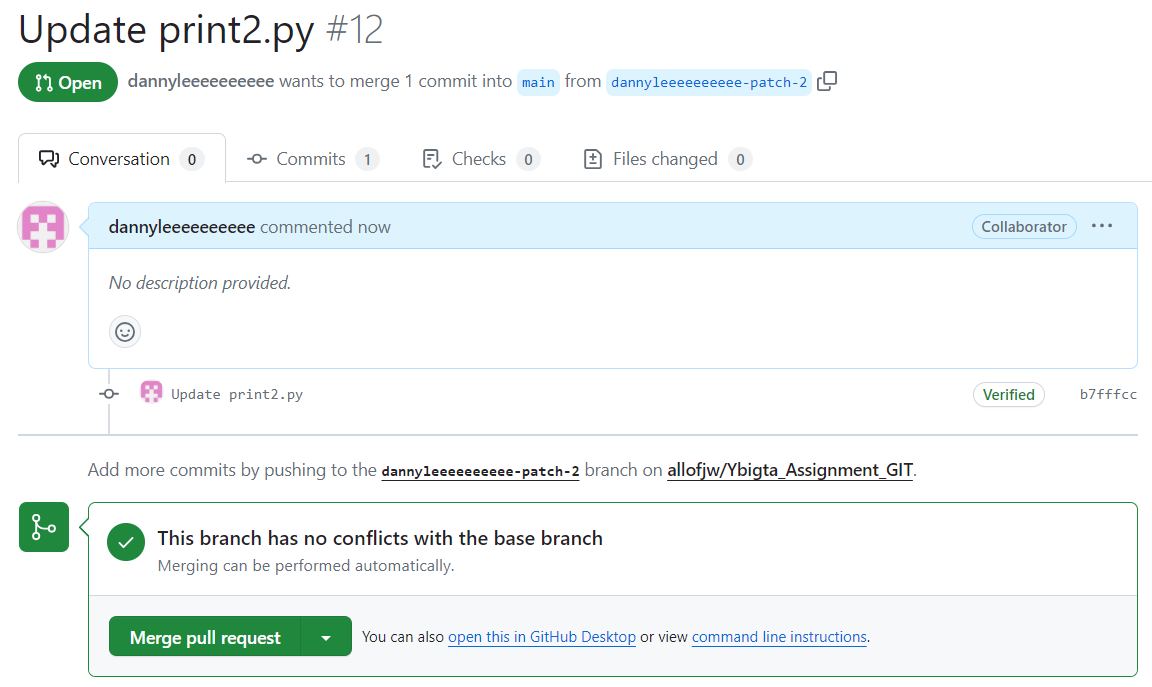 Update print2.py #12
Open dannyleeeeeeeeee wants to merge 1 commit into main from dannyleeeeeeeeee-patch-2
Conversation 0 Commits 1 Checks 0 Files changed 0
dannyleeeeeeeeee commented now Collaborator
No description provided.
Update print2.py Verified b7fffcc
Add more commits by pushing to the dannyleeeeeeeeee-patch-2 branch on allofjw/Ybigta_Assignment_GIT.
This branch has no conflicts with the base branch
Merging can be performed automatically.
Merge pull request You can also open this in GitHub Desktop or view command line instructions.